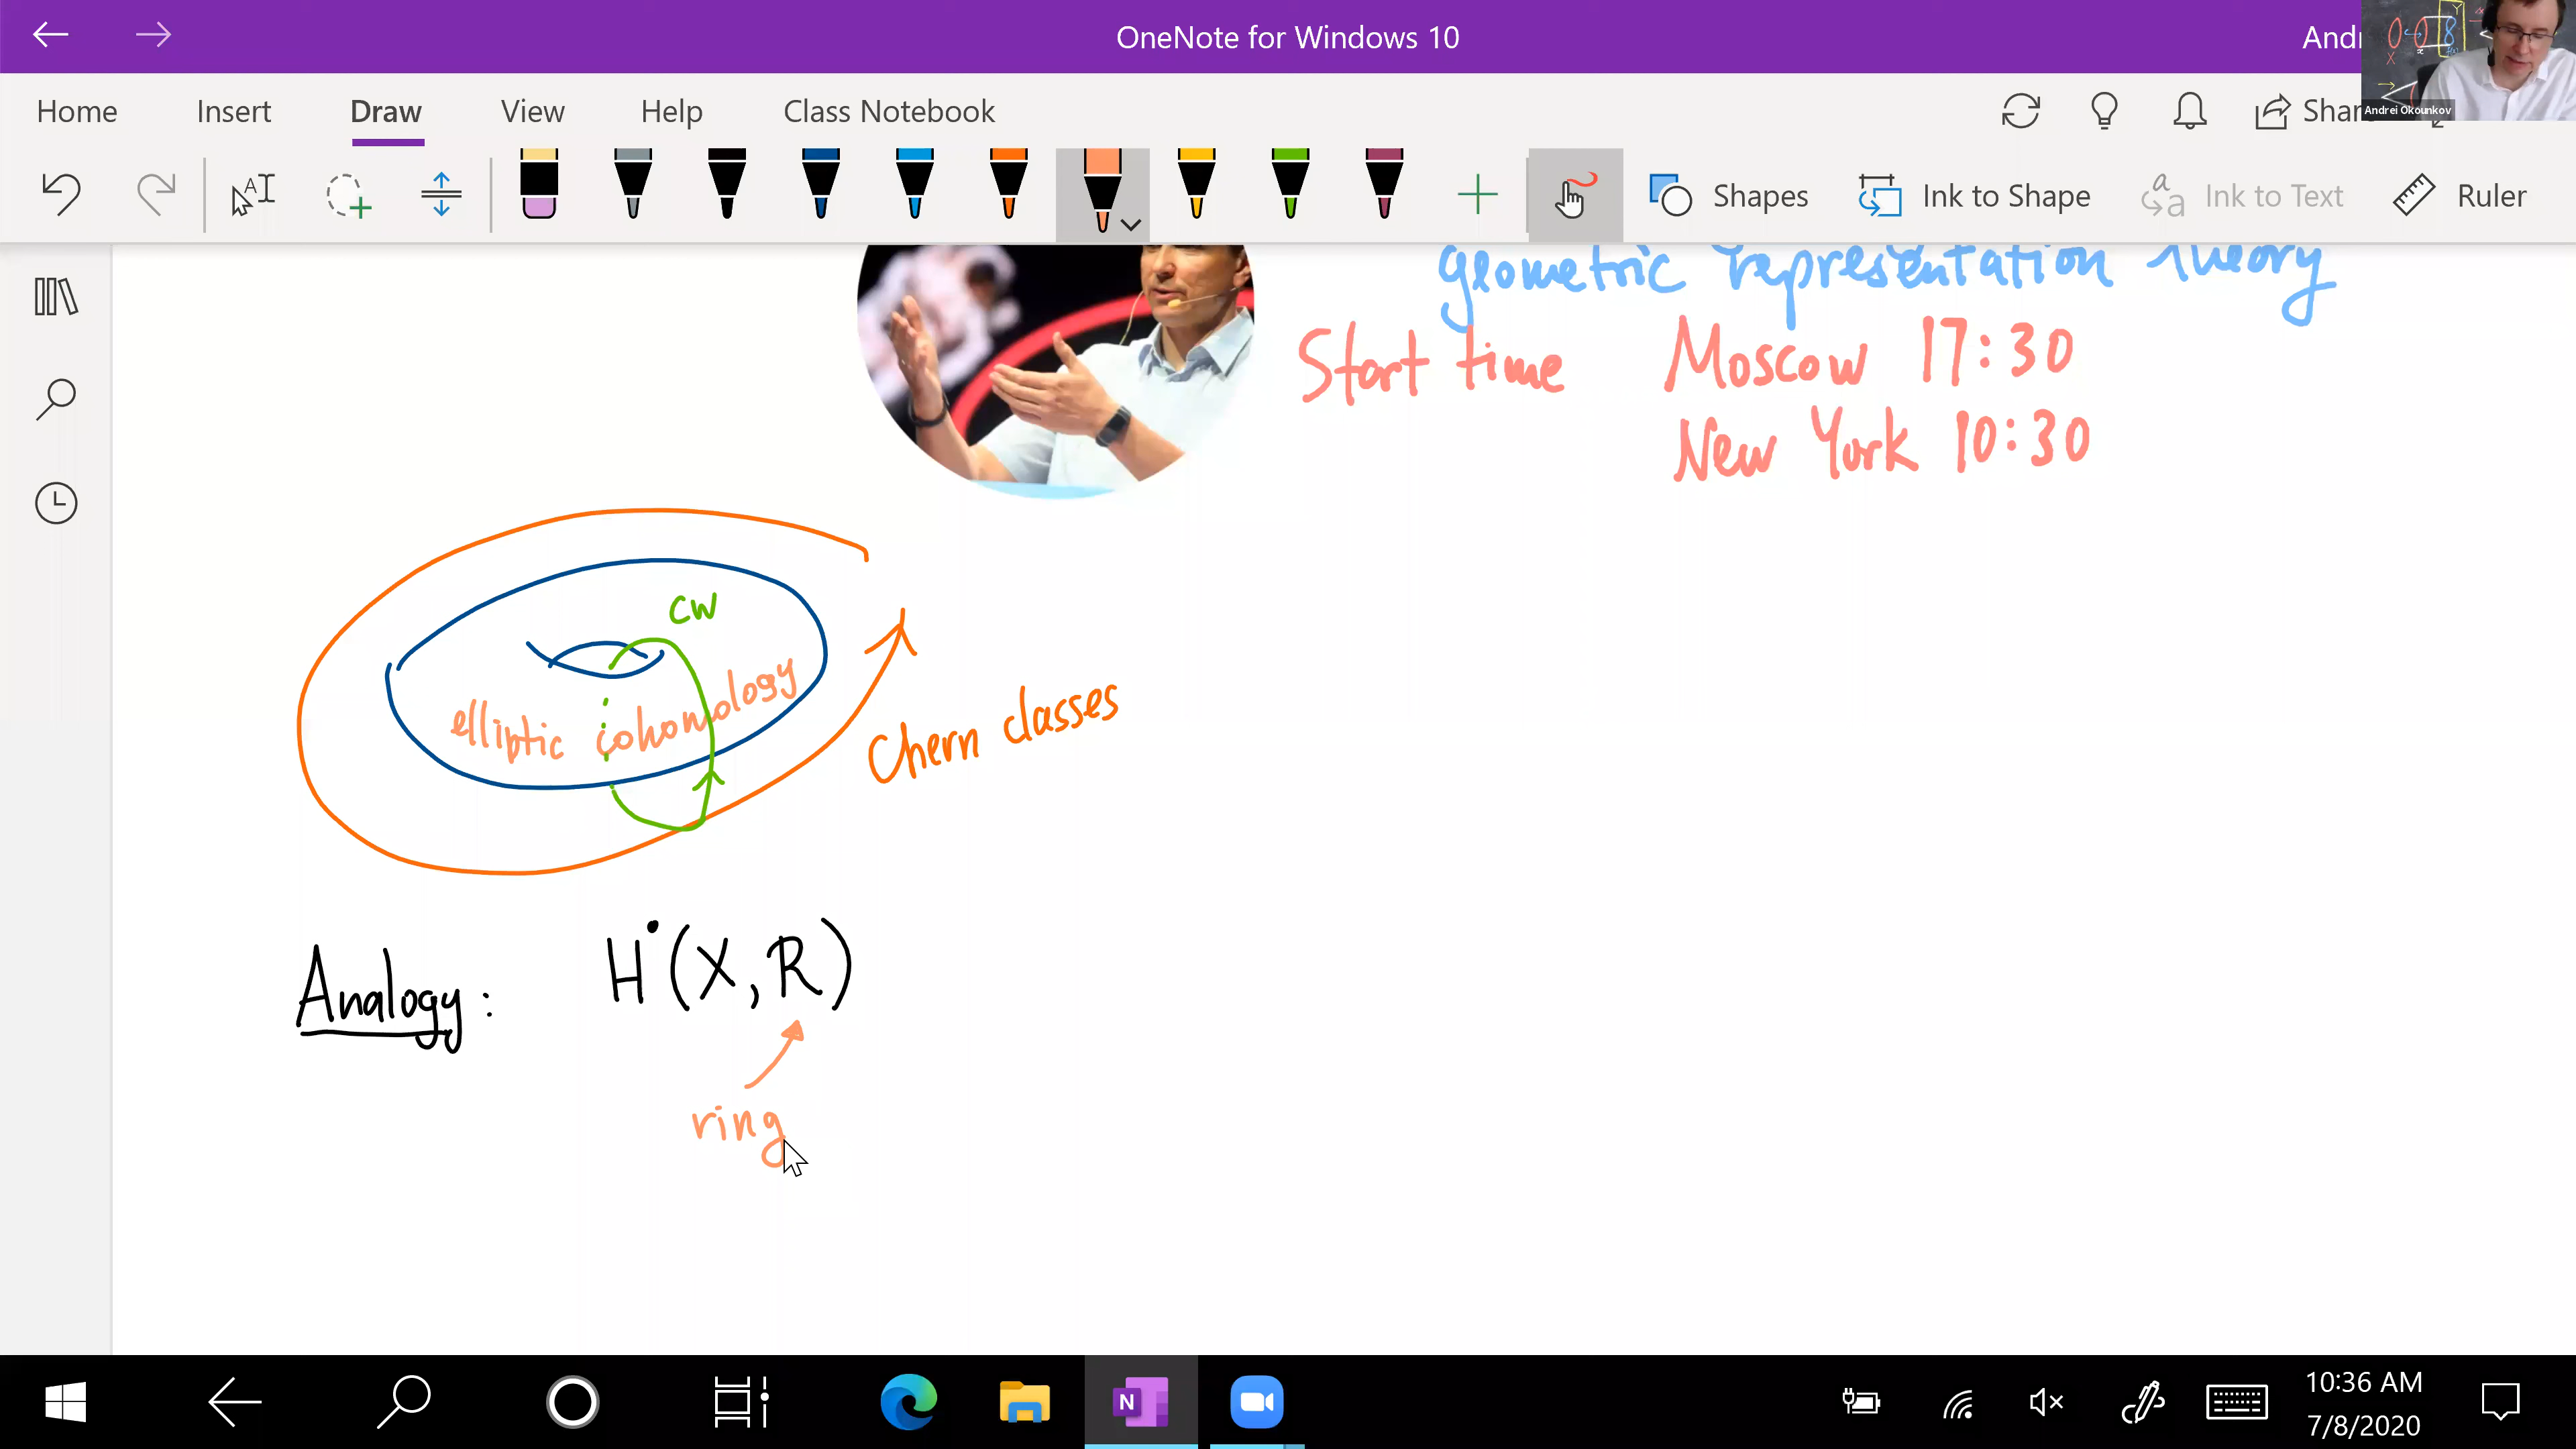 OneNote for Windows 10
Andr
Andrei Okounkov
Home Insert Draw View Help Class Notebook Shar
Shapes Ink to Shape Ink to Text Ruler
geometric representation theory
Start time Moscow 17:30
New York 10:30
CW
elliptic cohomology
Chern classes
Analogy: H•(X,R)
ring
10:36 AM
7/8/2020